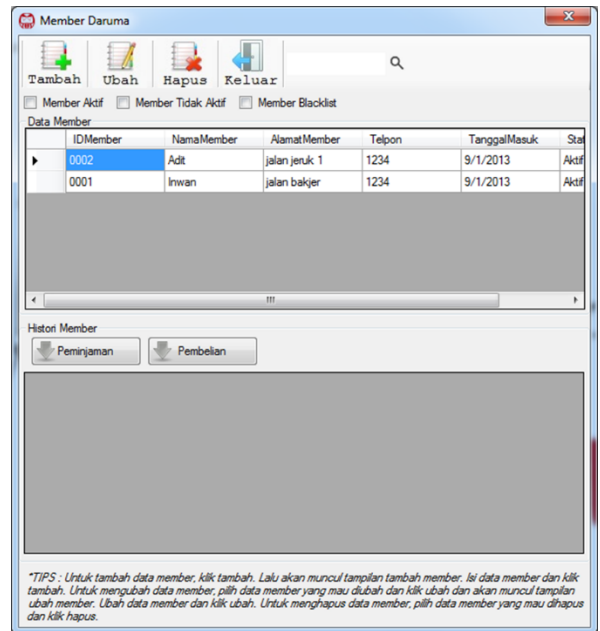 Member Daruma
Tambah Ubah Hapus Keluar
Member Aktif Member Tidak Aktif Member Blacklist
Data Member
IDMember NamaMember AlamatMember Telpon TanggalMasuk Stat
0002 Adit jalan jeruk 1 1234 9/1/2013 Aktif
0001 Inwan jalan bakjer 1234 9/1/2013 Aktif
Histori Member
Peminjaman Pembelian
*TIPS : Untuk tambah data member, klik tambah. Lalu akan muncul tampilan tambah member. Isi data member dan klik
tambah. Untuk mengubah data member, pilih data member yang mau diubah dan klik ubah dan akan muncul tampilan
ubah member. Ubah data member dan klik ubah. Untuk menghapus data member, pilih data member yang mau dihapus
dan klik hapus.